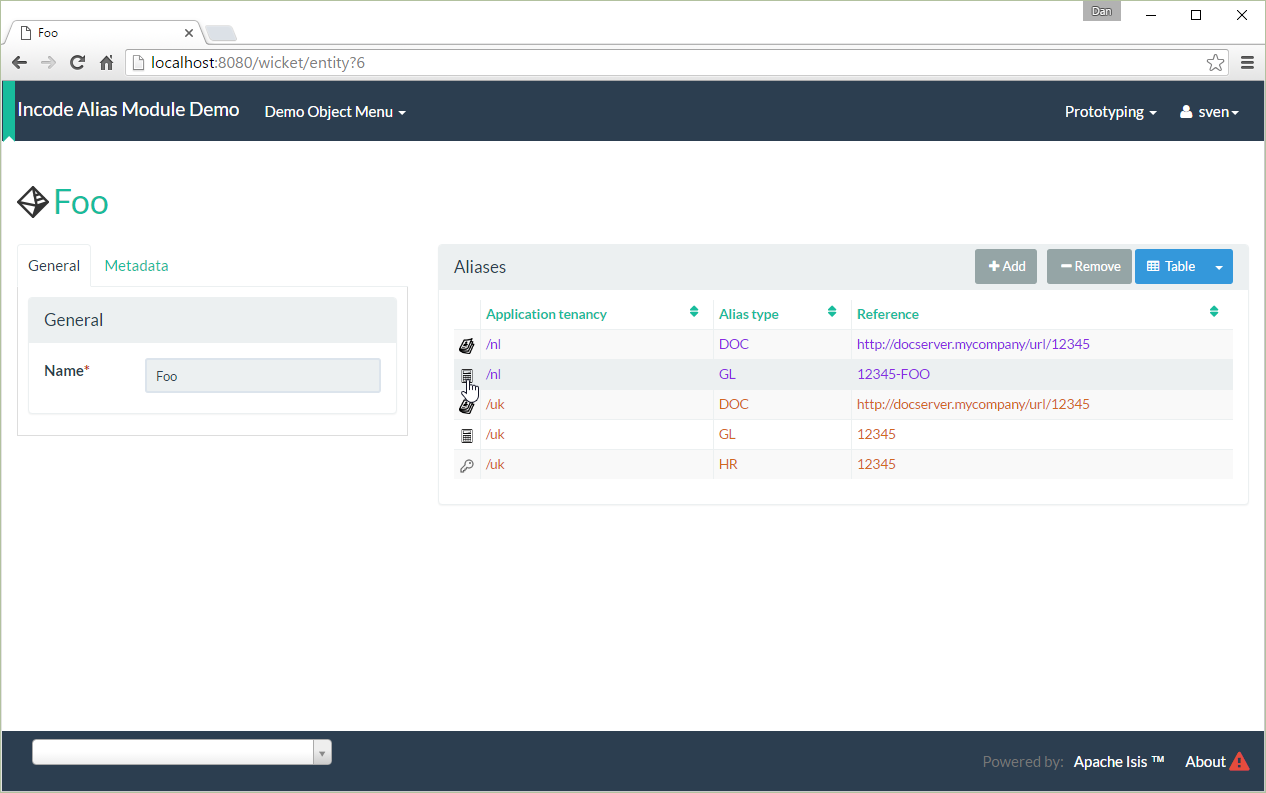 Dan
Foo
localhost:8080/wicket/entity?6
Incode Alias Module Demo Demo Object Menu Prototyping sven
Foo
General Metadata
General
Name* Foo
Aliases Add Remove Table
Application tenancy Alias type Reference
/nl DOC http://docserver.mycompany/url/12345
/nl GL 12345-FOO
/uk DOC http://docserver.mycompany/url/12345
/uk GL 12345
/uk HR 12345
Powered by: Apache Isis ™ About